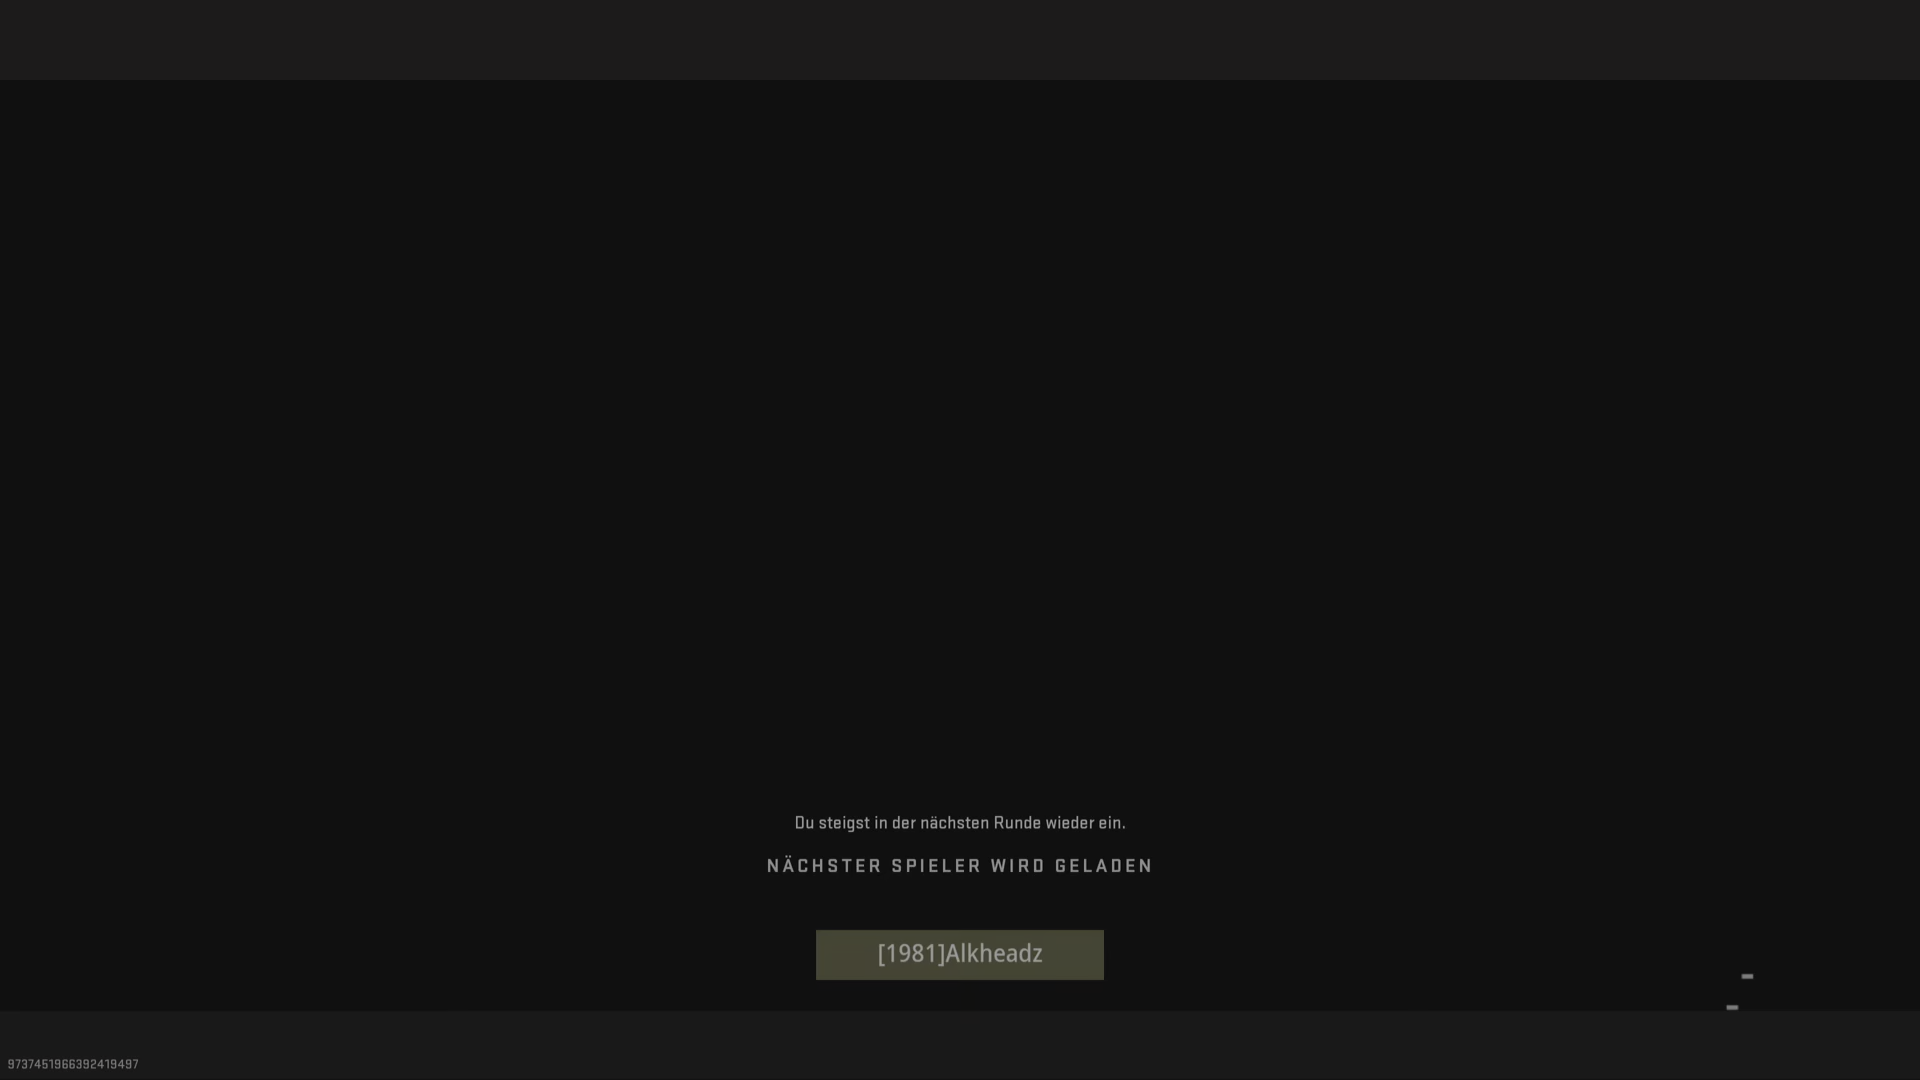 Du steigst in der nächsten Runde wieder ein.
NÄCHSTER SPIELER WIRD GELADEN
[1981]Alkheadz
9737451966392419497